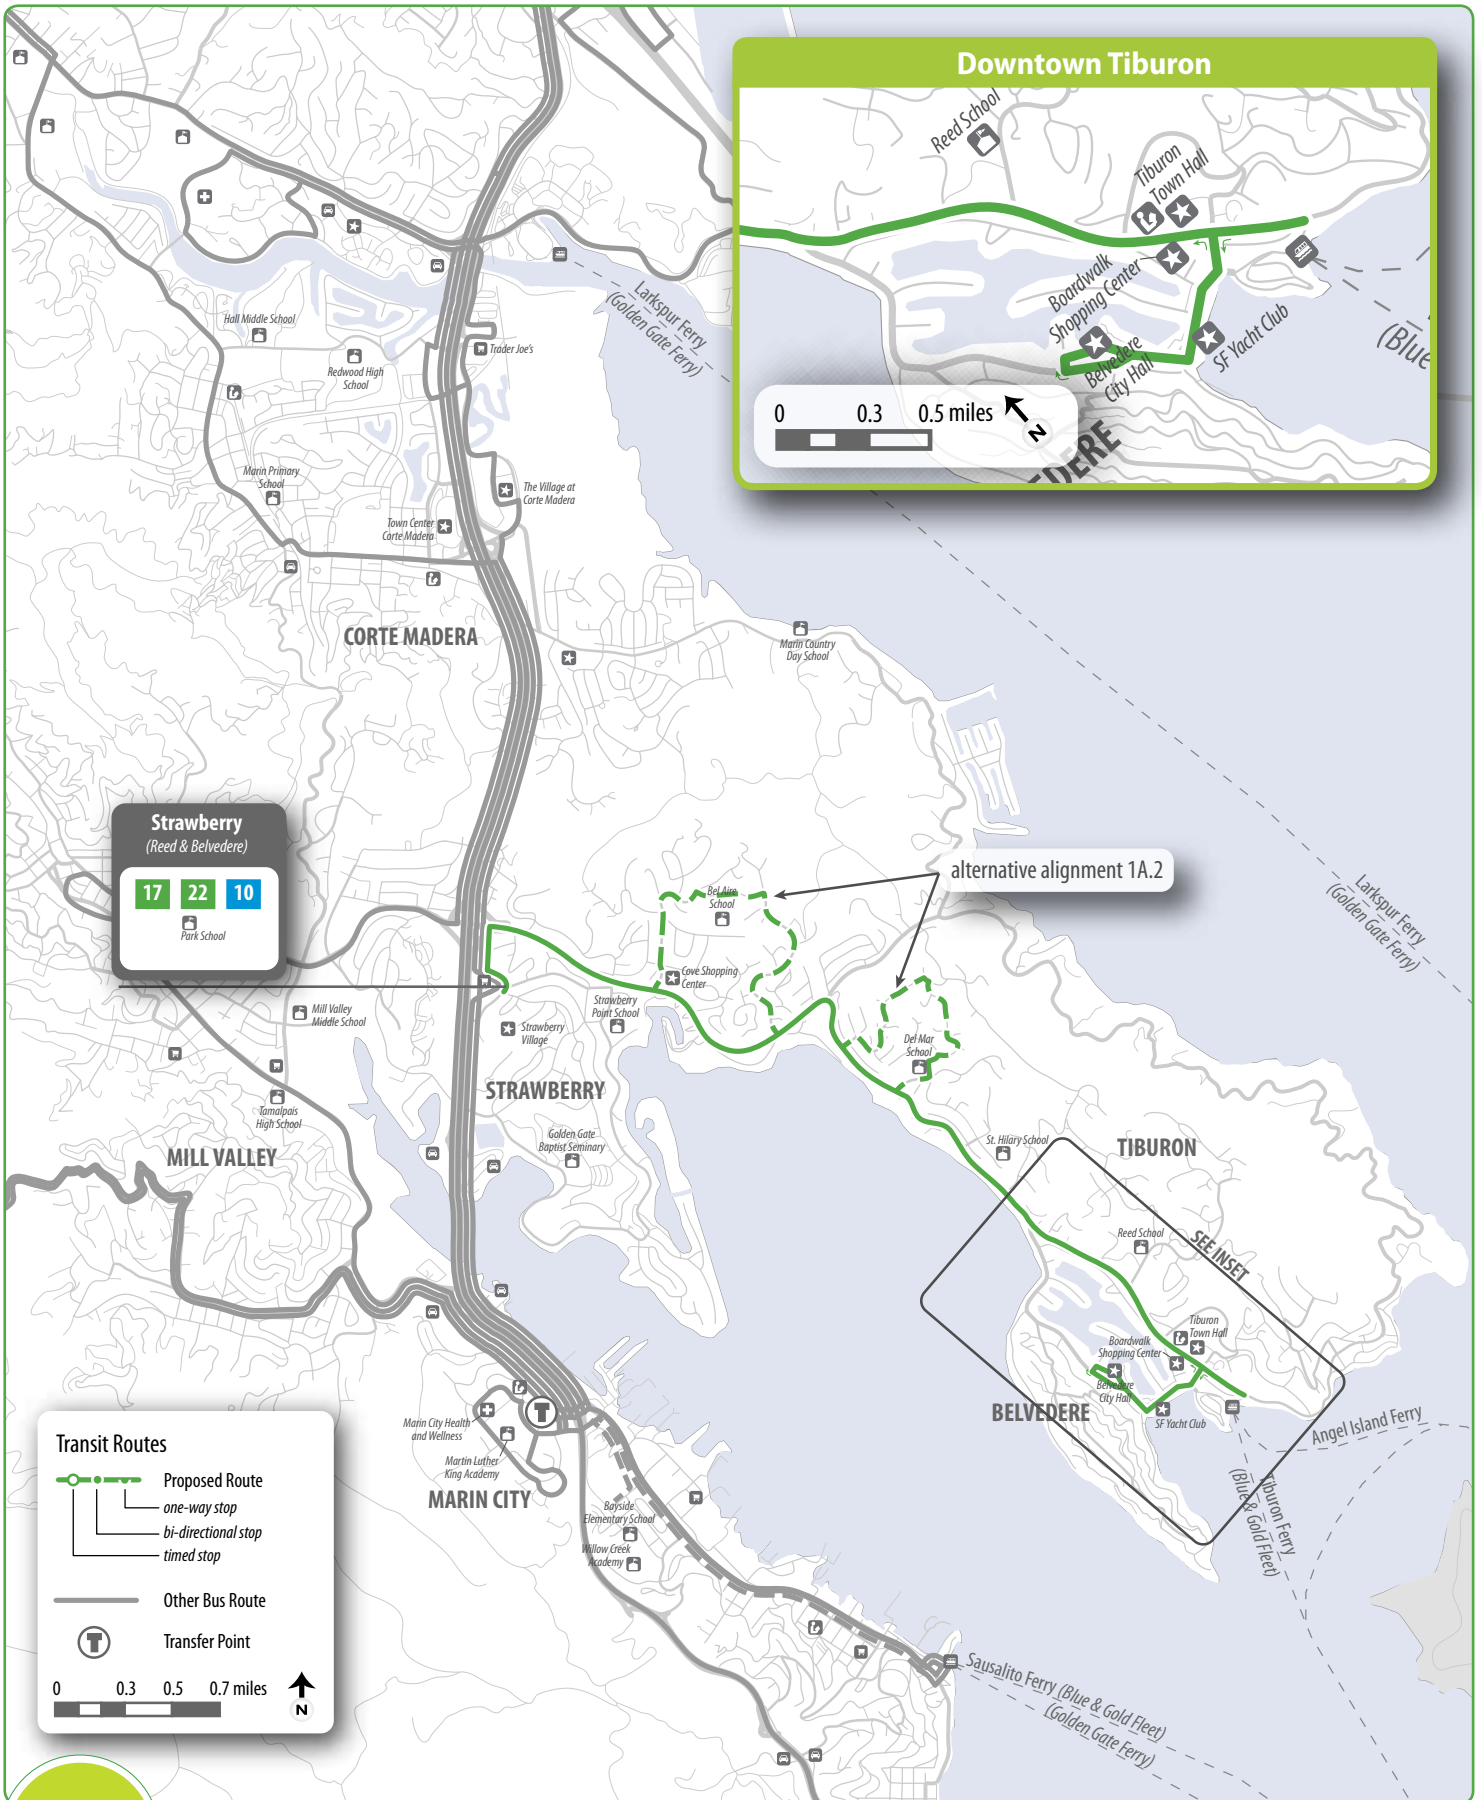 Downtown Tiburon
Reed School
Tiburon
Town Hall
Boardwalk
Shopping Center
Belvedere
City Hall
SF Yacht Club
(Blue
0 0.3 0.5 miles
N
EDERE
Larkspur Ferry
(Golden Gate Ferry)
Hall Middle School
Redwood High
School
Trader Joe's
Marin Primary
School
The Village at
Corte Madera
Town Center
Corte Madera
CORTE MADERA
Marin Country
Day School
Strawberry
(Reed & Belvedere)
17 22 10
Park School
alternative alignment 1A.2
Larkspur Ferry
(Golden Gate Ferry)
Bel Aire
School
Cove Shopping
Center
Strawberry
Point School
Mill Valley
Middle School
Strawberry
Village
Del Mar
School
STRAWBERRY
Tamalpais
High School
Golden Gate
Baptist Seminary
St. Hilary School
MILL VALLEY
TIBURON
Reed School
SEE INSET
Tiburon
Town Hall
Boardwalk
Shopping Center
Belvedere
City Hall
SF Yacht Club
BELVEDERE
Angel Island Ferry
Tiburon Ferry
(Blue & Gold Fleet)
T
Marin City Health
and Wellness
Martin Luther
King Academy
MARIN CITY
Bayside
Elementary School
Willow Creek
Academy
Sausalito Ferry (Blue & Gold Fleet)
(Golden Gate Ferry)
Transit Routes
Proposed Route
one-way stop
bi-directional stop
timed stop
Other Bus Route
T Transfer Point
0 0.3 0.5 0.7 miles
N